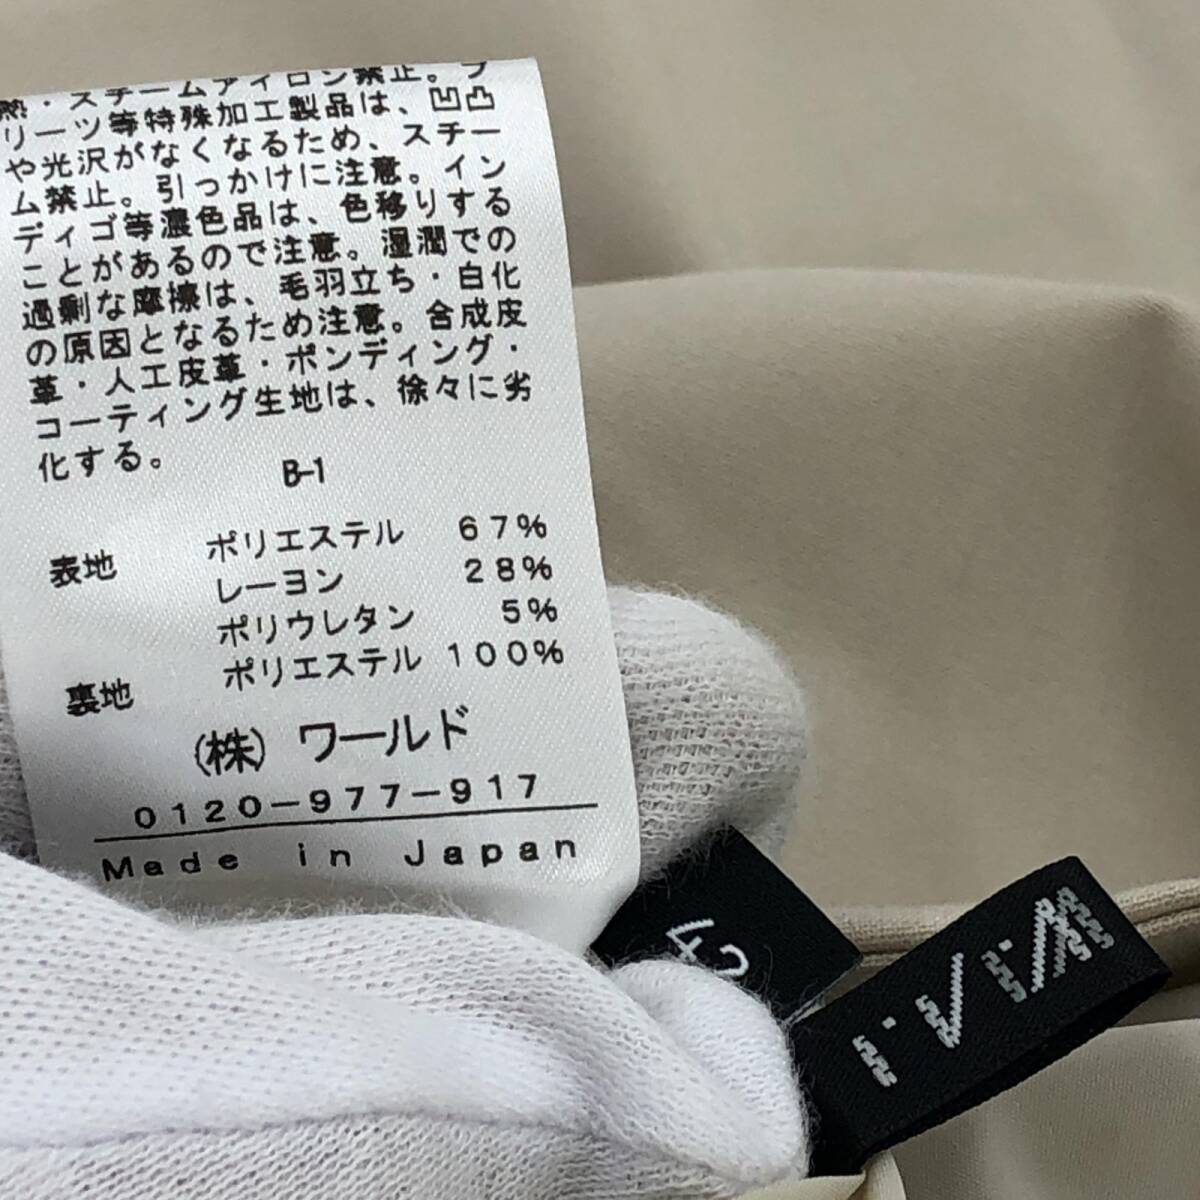 熱・スチームアイロン禁止。プ
リーツ等特殊加工製品は、凹凸
や光沢がなくなるため、スチー
ム禁止。引っかけに注意。イン
ディゴ等濃色品は、色移りする
ことがあるので注意。湿潤での
過剰な摩擦は、毛羽立ち・白化
の原因となるため注意。合成皮
革・人工皮革・ボンディング・
コーティング生地は、徐々に劣
化する。
B-1
表地 ポリエステル 67%
レーヨン 28%
ポリウレタン 5%
裏地 ポリエステル 100%
(株) ワールド
0120-977-917
Made in Japan
42